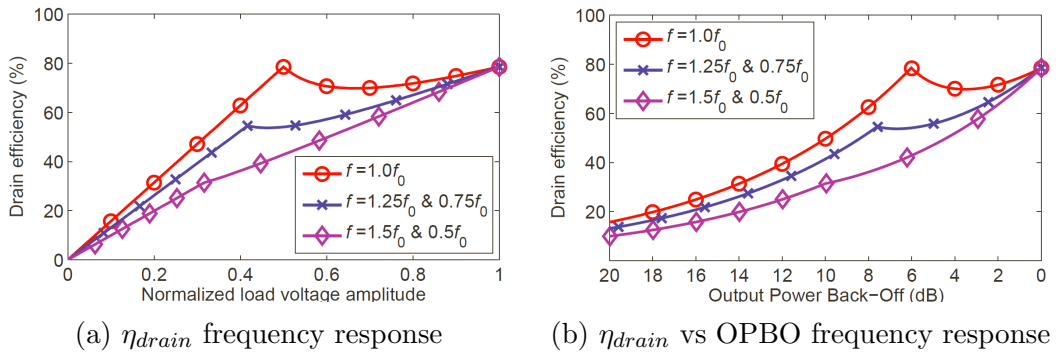 100
80
60
40
20
0
0
0.2
0.4
0.6
0.8
1
Drain efficiency (%)
Normalized load voltage amplitude
f=1.0f₀
f=1.25f₀ & 0.75f₀
f=1.5f₀ & 0.5f₀
(a) η_drain frequency response
100
80
60
40
20
20
18
16
14
12
10
8
6
4
2
0
Drain efficiency (%)
Output Power Back−Off (dB)
f=1.0f₀
f=1.25f₀ & 0.75f₀
f=1.5f₀ & 0.5f₀
(b) η_drain vs OPBO frequency response